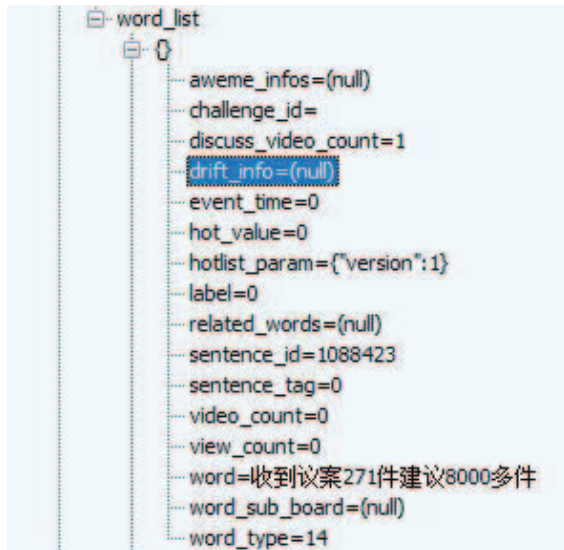 word_list
{}
aweme_infos=(null)
challenge_id=
discuss_video_count=1
drift_info=(null)
event_time=0
hot_value=0
hotlist_param={"version":1}
label=0
related_words=(null)
sentence_id=1088423
sentence_tag=0
video_count=0
view_count=0
word=收到议案271件建议8000多件
word_sub_board=(null)
word_type=14